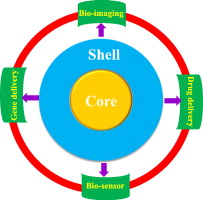 Bio-imaging
Shell
Gene delivery
Core
Drug delivery
Bio-sensor